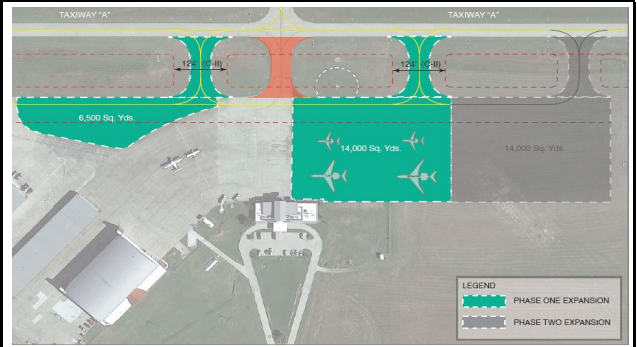 TAXIWAY "A"
TAXIWAY "A"
124' (C-II)
124' (C-II)
6,500 Sq. Yds.
14,000 Sq. Yds.
14,000 Sq. Yds.
LEGEND
PHASE ONE EXPANSION
PHASE TWO EXPANSION